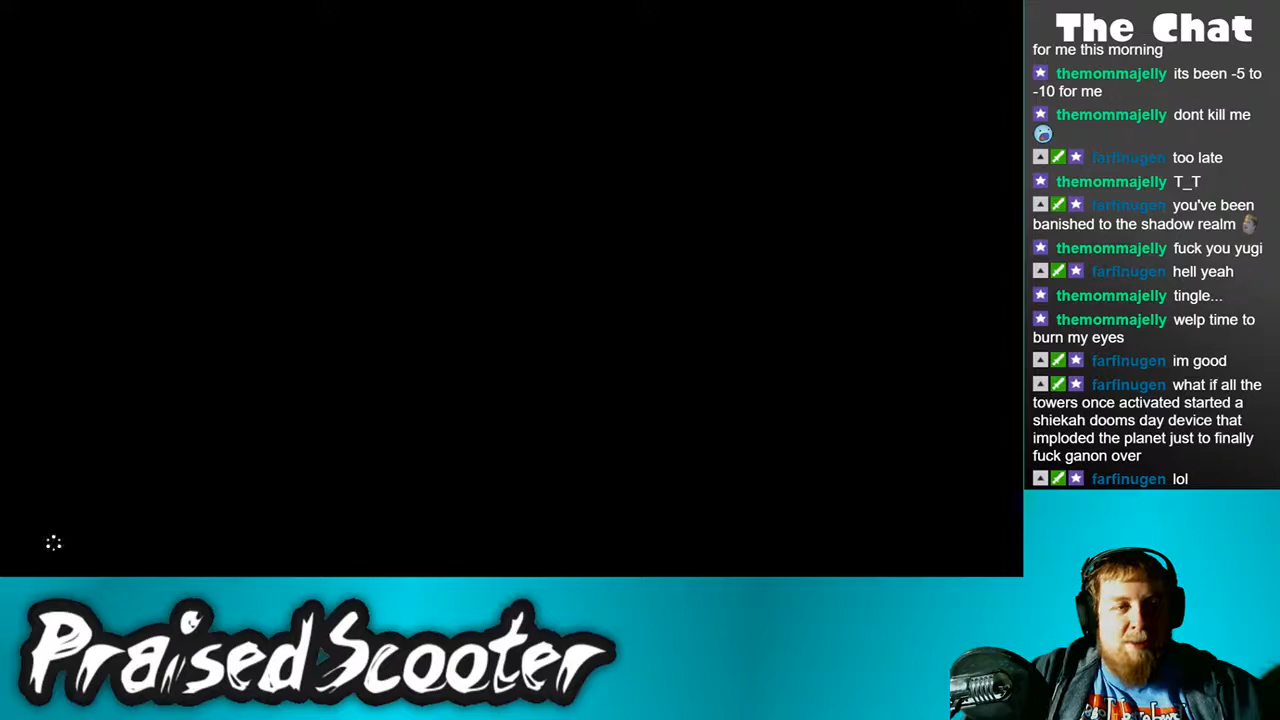 The Chat
for me this morning
themommajelly its been -5 to
-10 for me
themommajelly dont kill me
farfinugen too late
themommajelly T_T
farfinugen you've been
banished to the shadow realm
themommajelly fuck you yugi
farfinugen hell yeah
themommajelly tingle...
themommajelly welp time to
burn my eyes
farfinugen im good
farfinugen what if all the
towers once activated started a
shiekah dooms day device that
imploded the planet just to finally
fuck ganon over
farfinugen lol
PraisedScooter